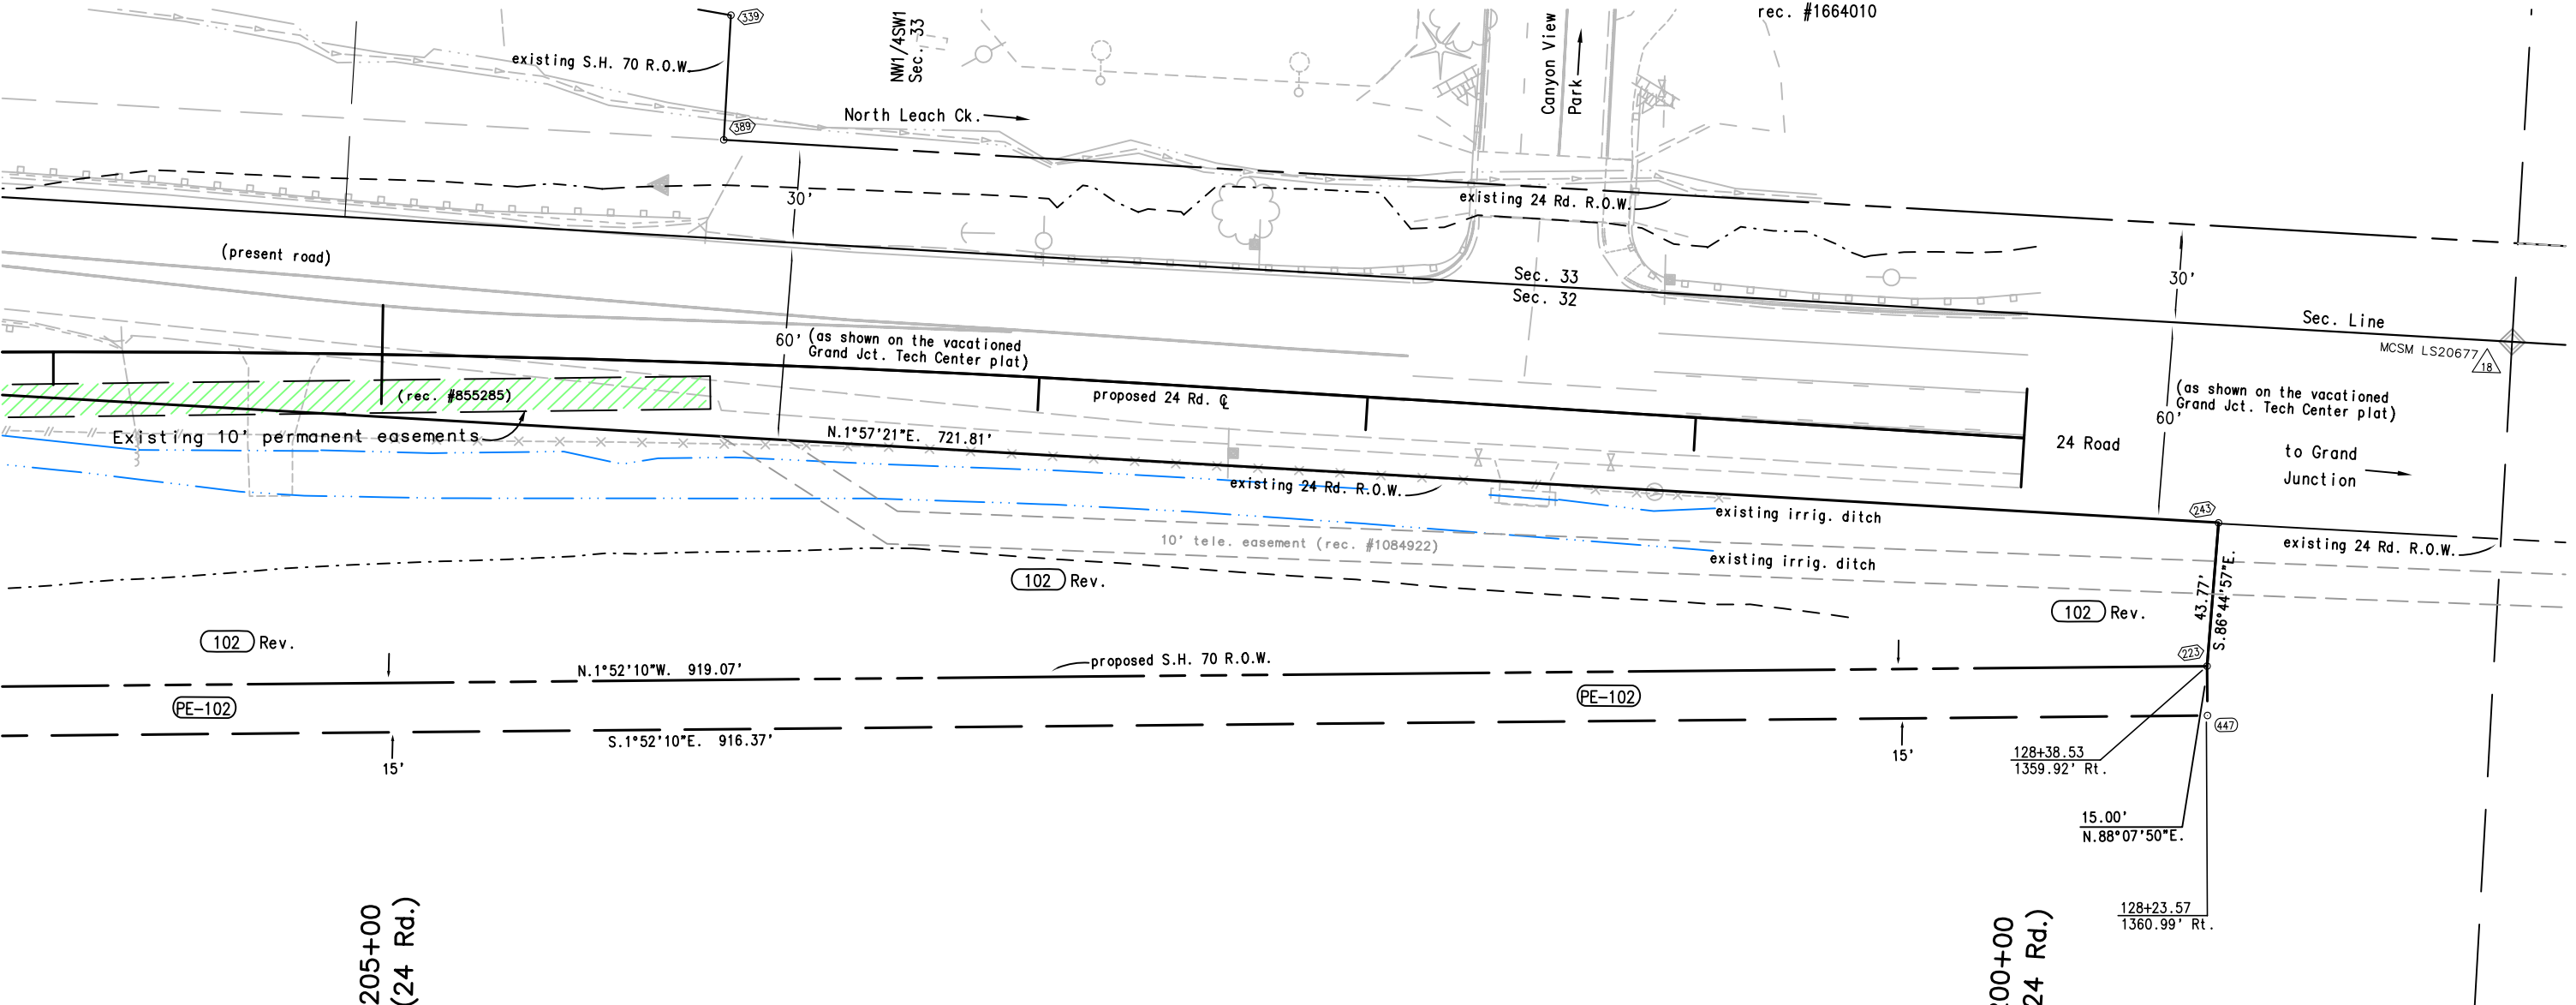 rec. #1664010
339
existing S.H. 70 R.O.W.
NW1/4SW1
Sec. 33
Canyon View
Park
North Leach Ck.
389
30'
existing 24 Rd. R.O.W.
(present road)
Sec. 33
Sec. 32
30'
Sec. Line
MCSM LS20677
18
60' (as shown on the vacated
Grand Jct. Tech Center plat)
(rec. #855285)
proposed 24 Rd. ℄
(as shown on the vacated
Grand Jct. Tech Center plat)
60'
Existing 10' permanent easements
N.1°57'21"E. 721.81'
24 Road
to Grand
Junction
existing 24 Rd. R.O.W.
existing irrig. ditch
243
10' tele. easement (rec. #1084922)
existing 24 Rd. R.O.W.
existing irrig. ditch
102 Rev.
43.77'
S.86°44'57"E.
102 Rev.
102 Rev.
N.1°52'10"W. 919.07'
proposed S.H. 70 R.O.W.
223
PE-102
PE-102
447
S.1°52'10"E. 916.37'
15'
15'
128+38.53
1359.92' Rt.
15.00'
N.88°07'50"E.
128+23.57
1360.99' Rt.
205+00
(24 Rd.)
00+00
24 Rd.)